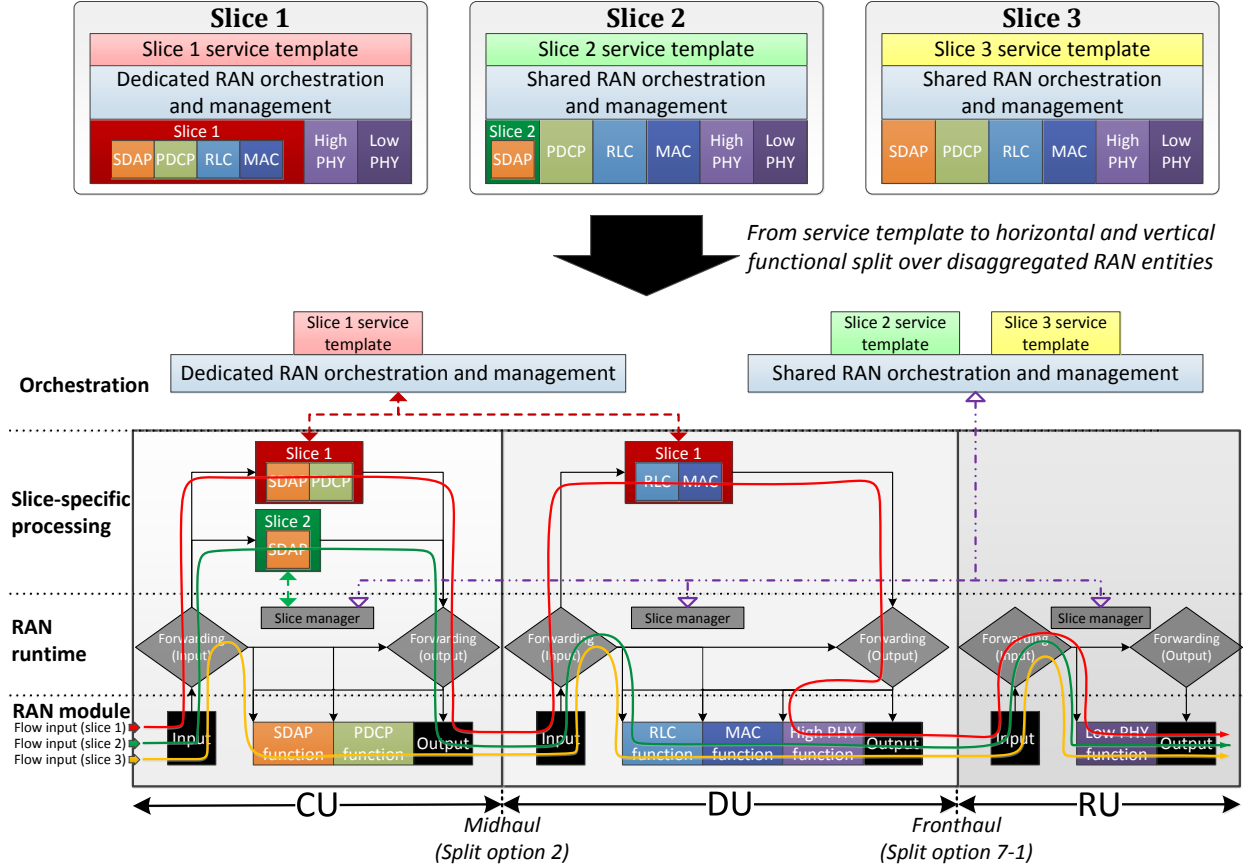 Slice 1
Slice 1 service template
Dedicated RAN orchestration
and management
Slice 1
SDAP PDCP RLC MAC
High
PHY
Low
PHY
Slice 2
Slice 2 service template
Shared RAN orchestration
and management
Slice 2
SDAP
PDCP
RLC
MAC
High
PHY
Low
PHY
Slice 3
Slice 3 service template
Shared RAN orchestration
and management
SDAP
PDCP
RLC
MAC
High
PHY
Low
PHY
From service template to horizontal and vertical
functional split over disaggregated RAN entities
Orchestration
Slice 1 service
template
Dedicated RAN orchestration and management
Slice 2 service
template
Slice 3 service
template
Shared RAN orchestration and management
Slice-specific
processing
Slice 1
SDAP PDCP
Slice 2
SDAP
Slice 1
RLC MAC
RAN
runtime
Forwarding
(Input)
Slice manager
Forwarding
(output)
Forwarding
(Input)
Slice manager
Forwarding
(Output)
Forwarding
(Input)
Slice manager
Forwarding
(Output)
RAN module
Flow input (slice 1)
Flow input (slice 2)
Flow input (slice 3)
Input
SDAP
function
PDCP
function
Output
Input
RLC
function
MAC
function
High PHY
function
Output
Input
Low PHY
function
Output
CU
DU
RU
Midhaul
(Split option 2)
Fronthaul
(Split option 7-1)